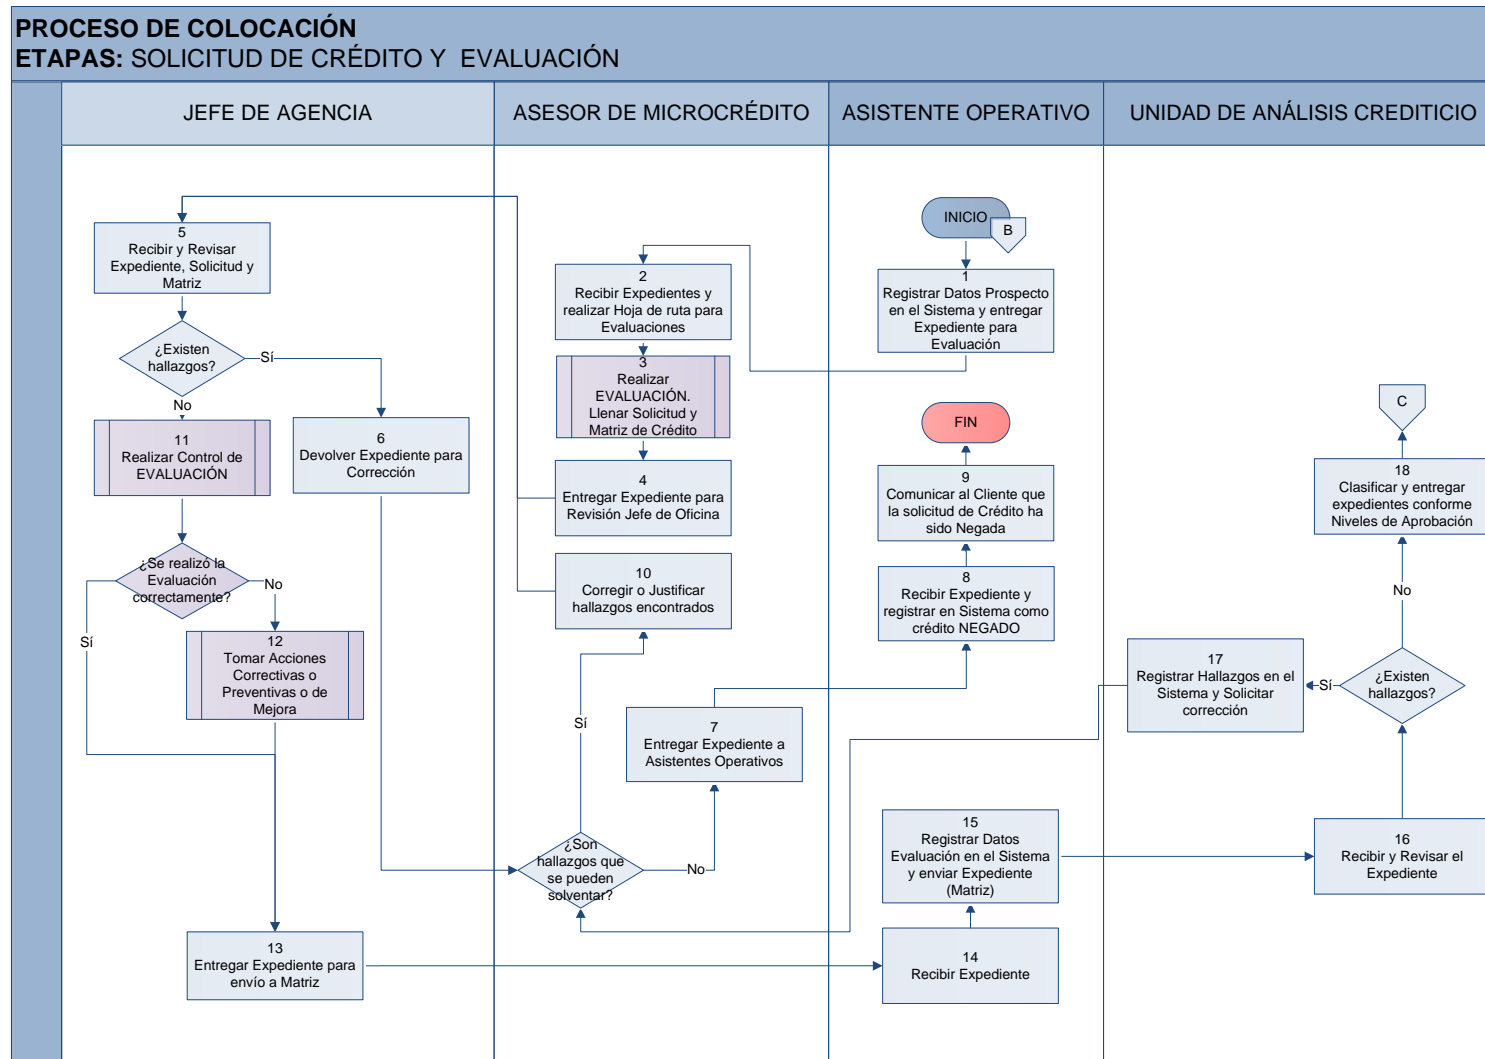 PROCESO DE COLOCACIÓN
ETAPAS: SOLICITUD DE CRÉDITO Y EVALUACIÓN
JEFE DE AGENCIA
ASESOR DE MICROCRÉDITO
ASISTENTE OPERATIVO
UNIDAD DE ANÁLISIS CREDITICIO
5
Recibir y Revisar
Expediente, Solicitud y
Matriz
¿Existen
hallazgos?
Sí
No
11
Realizar Control de
EVALUACIÓN
6
Devolver Expediente para
Corrección
¿Se realizó la
Evaluación
correctamente?
No
Sí
12
Tomar Acciones
Correctivas o
Preventivas o de
Mejora
13
Entregar Expediente para
envío a Matriz
2
Recibir Expedientes y
realizar Hoja de ruta para
Evaluaciones
3
Realizar
EVALUACIÓN.
Llenar Solicitud y
Matriz de Crédito
4
Entregar Expediente para
Revisión Jefe de Oficina
10
Corregir o Justificar
hallazgos encontrados
Sí
7
Entregar Expediente a
Asistentes Operativos
¿Son
hallazgos que
se pueden
solventar?
No
INICIO
B
1
Registrar Datos Prospecto
en el Sistema y entregar
Expediente para
Evaluación
FIN
9
Comunicar al Cliente que
la solicitud de Crédito ha
sido Negada
8
Recibir Expediente y
registrar en Sistema como
crédito NEGADO
15
Registrar Datos
Evaluación en el Sistema
y enviar Expediente
(Matriz)
14
Recibir Expediente
C
18
Clasificar y entregar
expedientes conforme
Niveles de Aprobación
No
17
Registrar Hallazgos en el
Sistema y Solicitar
corrección
Sí
¿Existen
hallazgos?
16
Recibir y Revisar el
Expediente